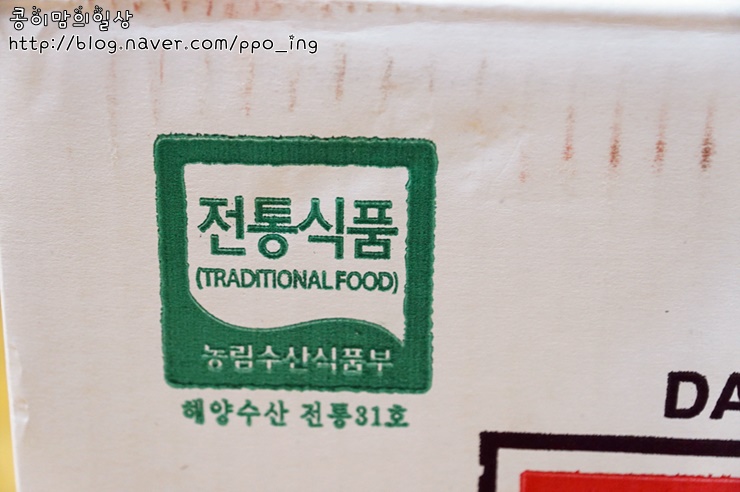 콩이맘의일상
http://blog.naver.com/ppo_ing
전통식품
(TRADITIONAL FOOD)
농림수산식품부
해양수산 전통31호
DA